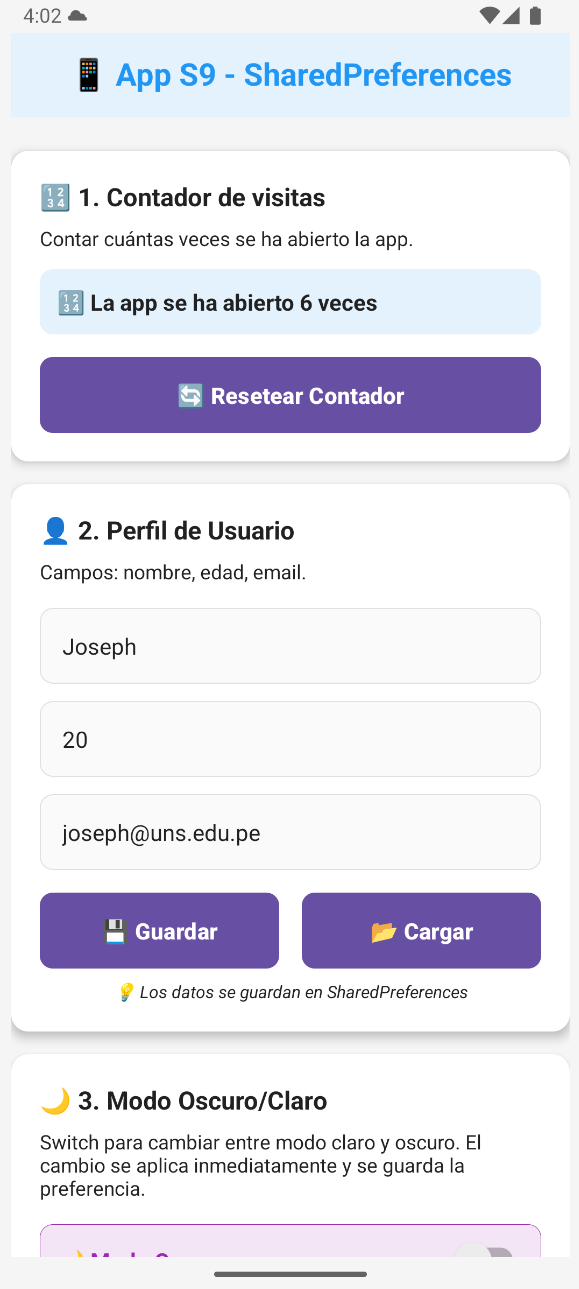 4:02
App S9 - SharedPreferences
1. Contador de visitas
Contar cuántas veces se ha abierto la app.
La app se ha abierto 6 veces
Resetear Contador
2. Perfil de Usuario
Campos: nombre, edad, email.
Joseph
20
joseph@uns.edu.pe
Guardar
Cargar
Los datos se guardan en SharedPreferences
3. Modo Oscuro/Claro
Switch para cambiar entre modo claro y oscuro. El
cambio se aplica inmediatamente y se guarda la
preferencia.